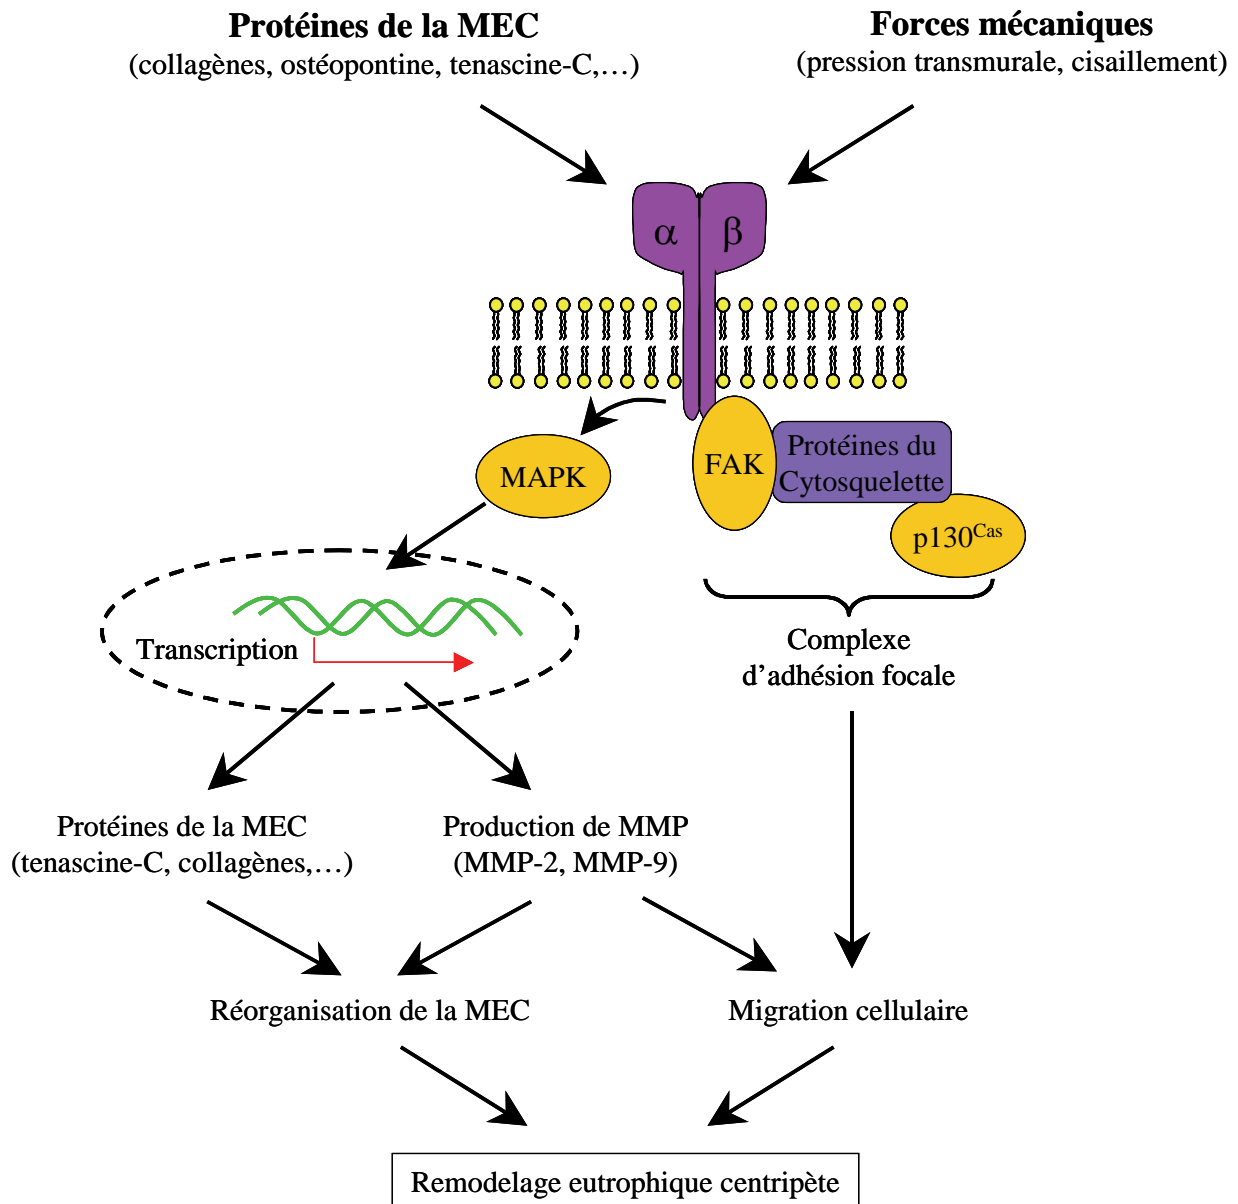 Protéines de la MEC
(collagènes, ostéopontine, tenascine-C,…)
Forces mécaniques
(pression transmurale, cisaillement)
α
β
MAPK
FAK
Protéines du
Cytosquelette
p130Cas
Transcription
Complexe
d’adhésion focale
Protéines de la MEC
(tenascine-C, collagènes,…)
Production de MMP
(MMP-2, MMP-9)
Réorganisation de la MEC
Migration cellulaire
Remodelage eutrophique centripète